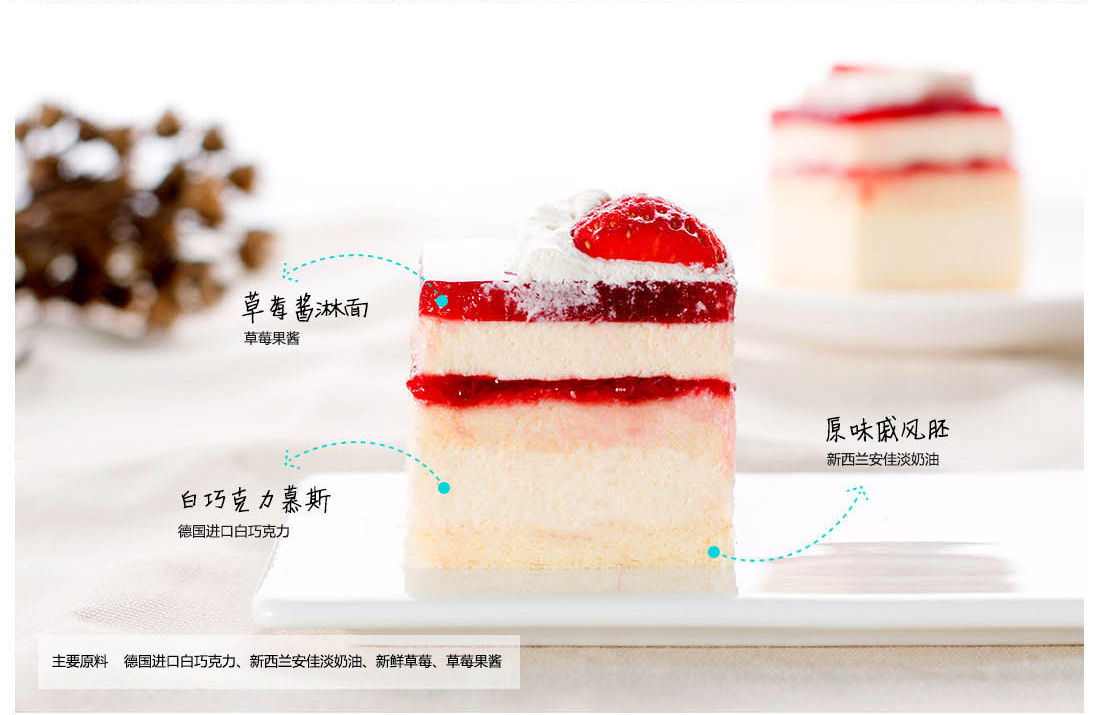 草莓酱淋面
草莓果酱
原味戚风胚
新西兰安佳淡奶油
白巧克力慕斯
德国进口白巧克力
主要原料 德国进口白巧克力、新西兰安佳淡奶油、新鲜草莓、草莓果酱